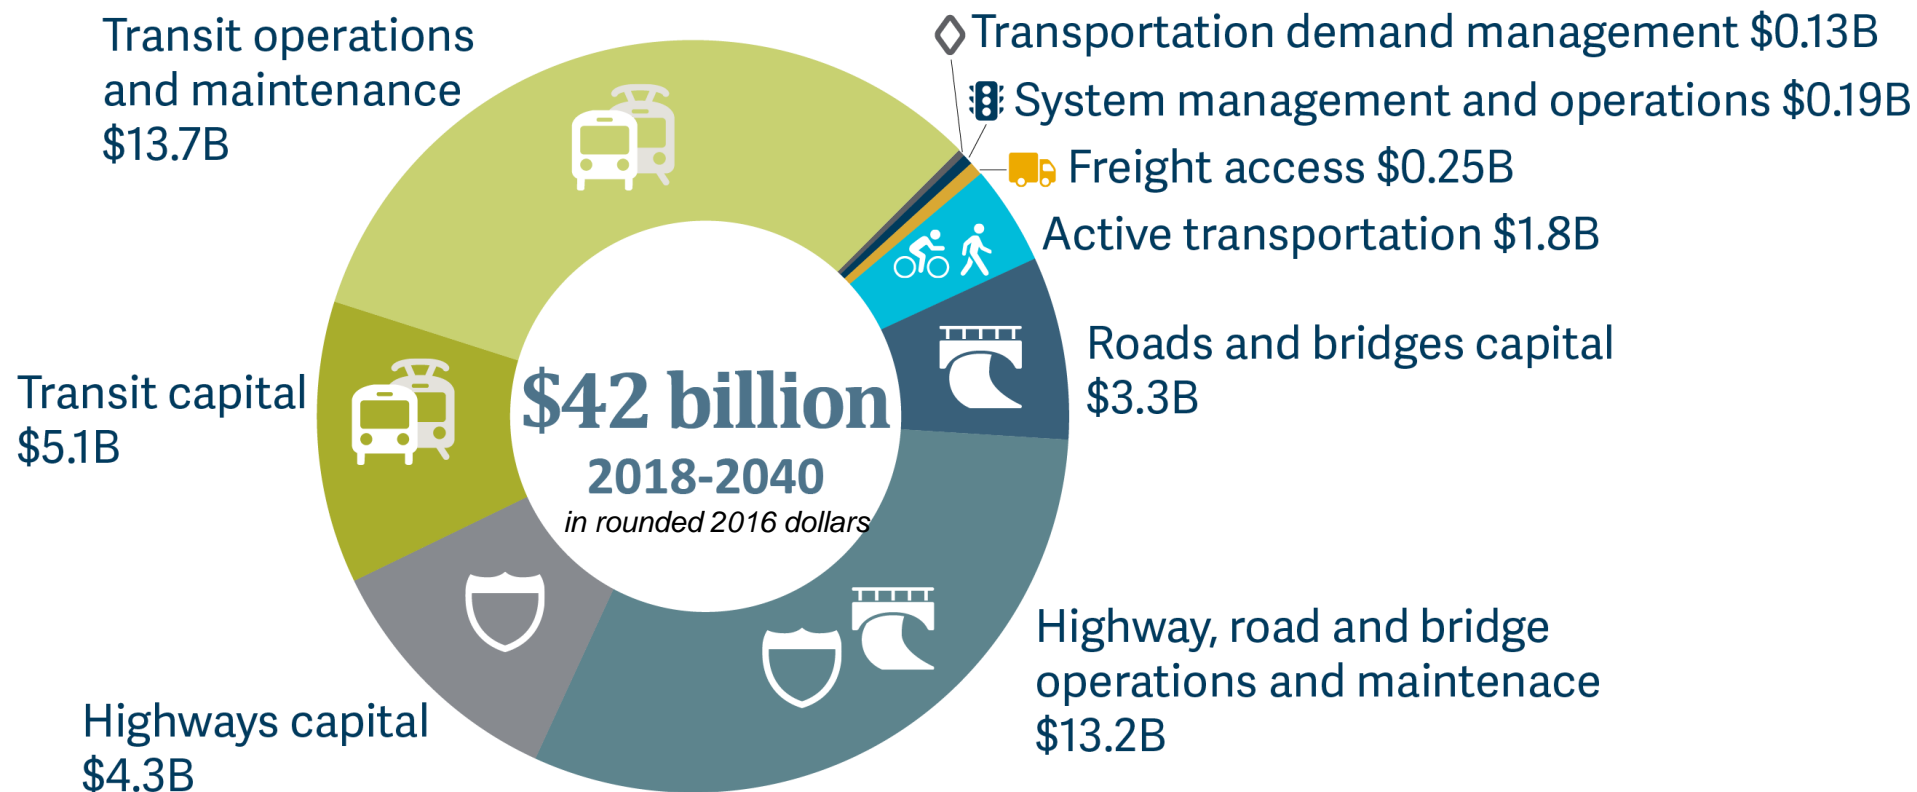 Transit operations
and maintenance
$13.7B
Transportation demand management $0.13B
System management and operations $0.19B
Freight access $0.25B
Active transportation $1.8B
Roads and bridges capital
$3.3B
Transit capital
$5.1B
$42 billion
2018-2040
in rounded 2016 dollars
Highway, road and bridge
operations and maintenace
$13.2B
Highways capital
$4.3B